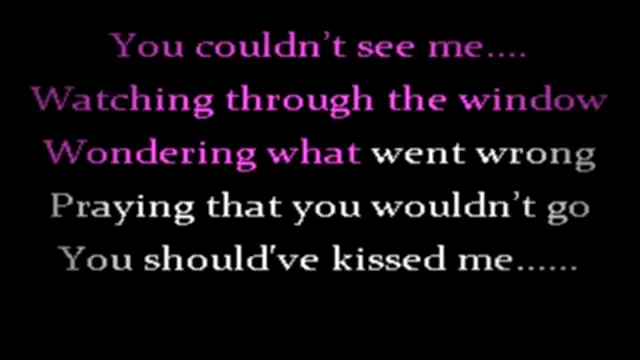 You couldn’t see me....
Watching through the window
Wondering what went wrong
Praying that you wouldn’t go
You should've kissed me......